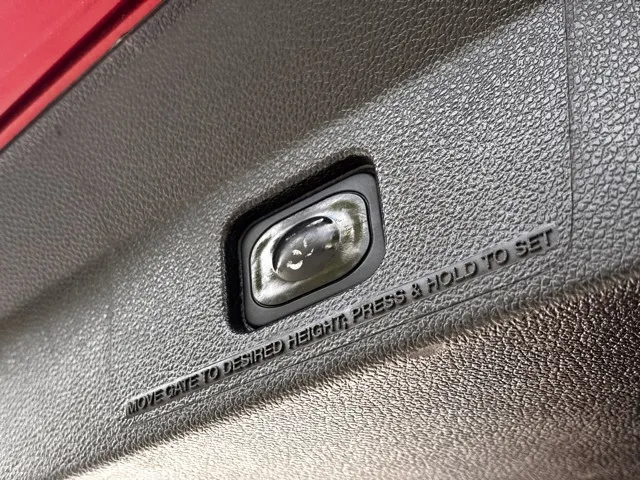 MOVE GATE TO DESIRED HEIGHT, PRESS & HOLD TO SET